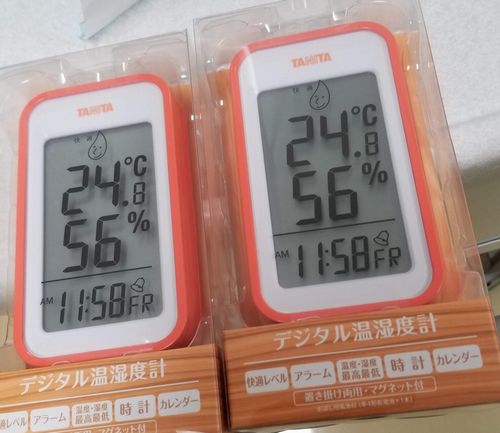 TANITA
快適
24.8℃
56%
AM 11:58 FR
デジタル温湿度計
快適レベル アラーム 温度・湿度 最高最低 時計 カレンダー
TANITA
快適
24.8℃
56%
11:58 FR
デジタル温湿度計
快適レベル アラーム 温度・湿度 最高最低 時計 カレンダー
置き掛け両用・マグネット付